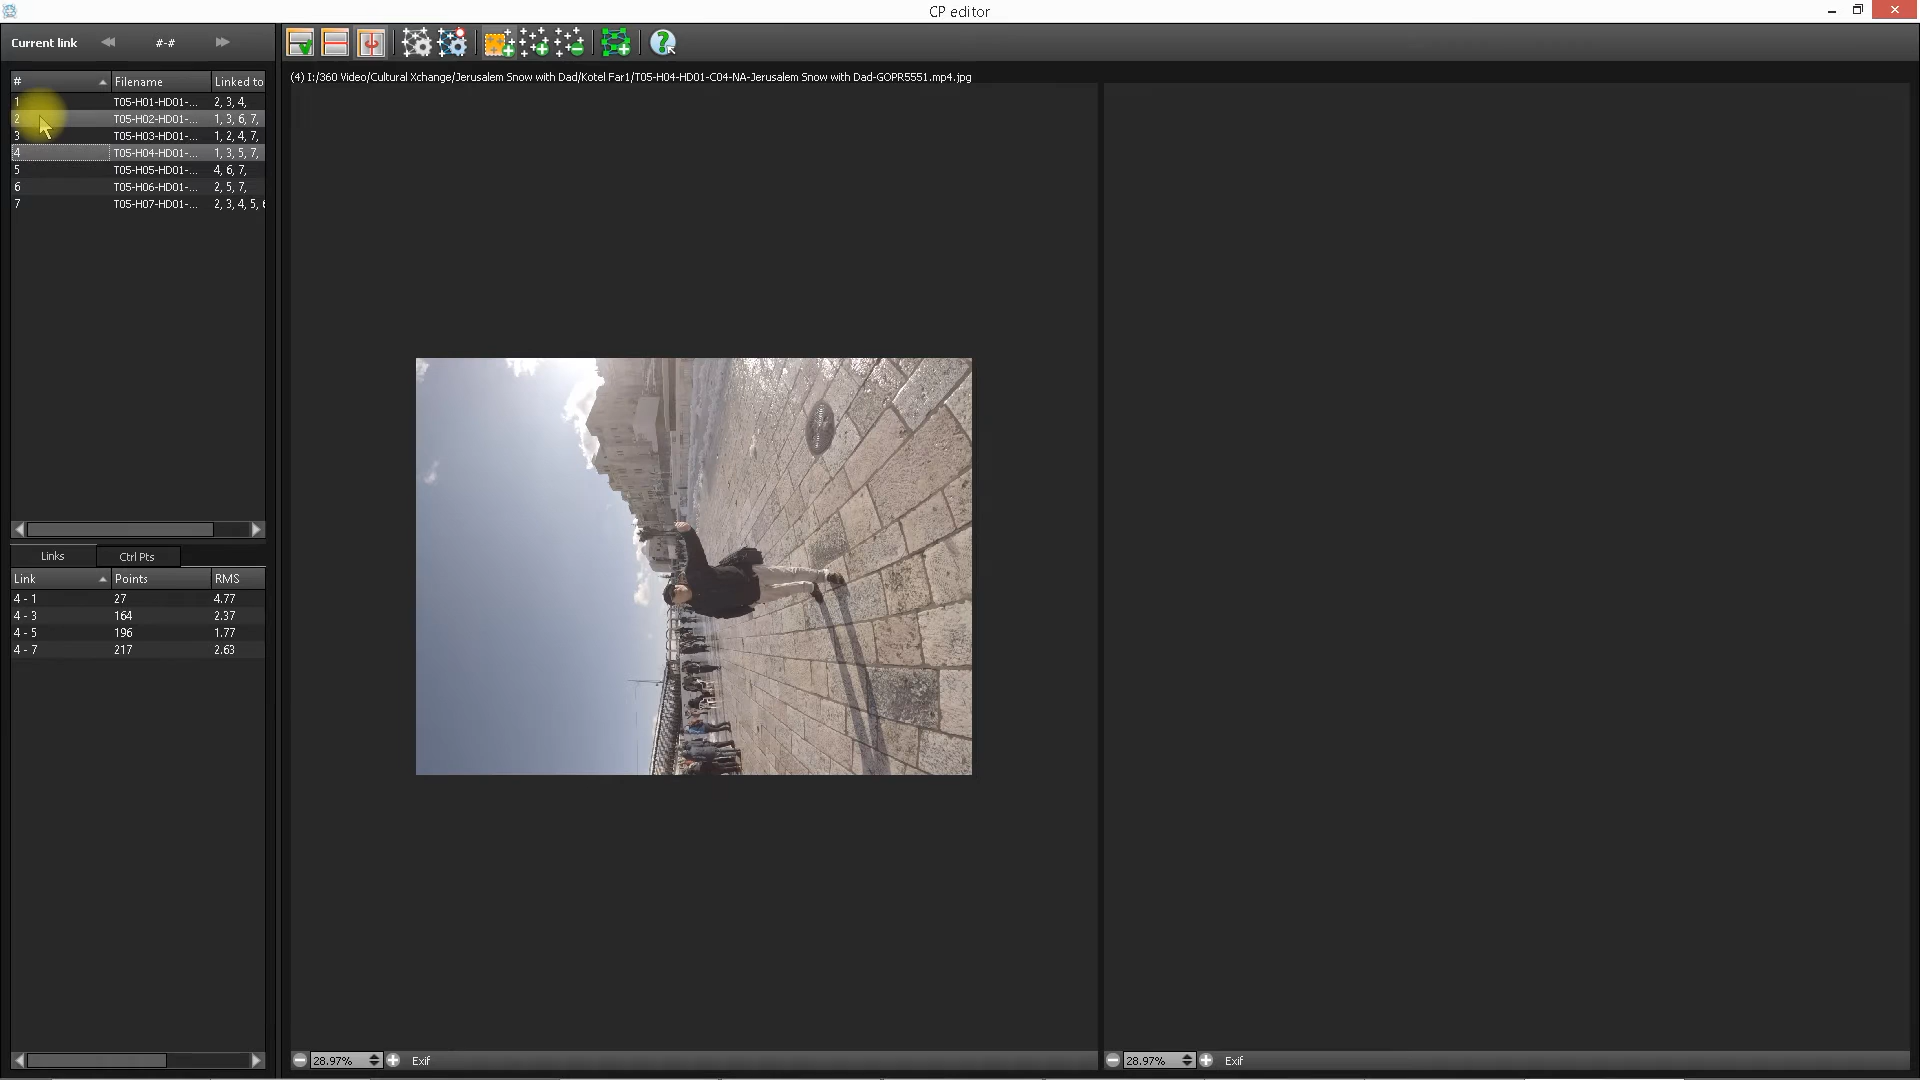 CP editor
Current link #-#
# Filename Linked to
1 T05-H01-HD01-... 2, 3, 4,
2 T05-H02-HD01-... 1, 3, 6, 7,
3 T05-H03-HD01-... 1, 2, 4, 7,
4 T05-H04-HD01-... 1, 3, 5, 7,
5 T05-H05-HD01-... 4, 6, 7,
6 T05-H06-HD01-... 2, 5, 7,
7 T05-H07-HD01-... 2, 3, 4, 5, 6
Links Ctrl Pts
Link Points RMS
4 - 1 27 4.77
4 - 3 164 2.37
4 - 5 196 1.77
4 - 7 217 2.63
(4) I:/360 Video/Cultural Xchange/Jerusalem Snow with Dad/Kotel Far1/T05-H04-HD01-C04-NA-Jerusalem Snow with Dad-GOPR5551.mp4.jpg
28.97% Exif
28.97% Exif